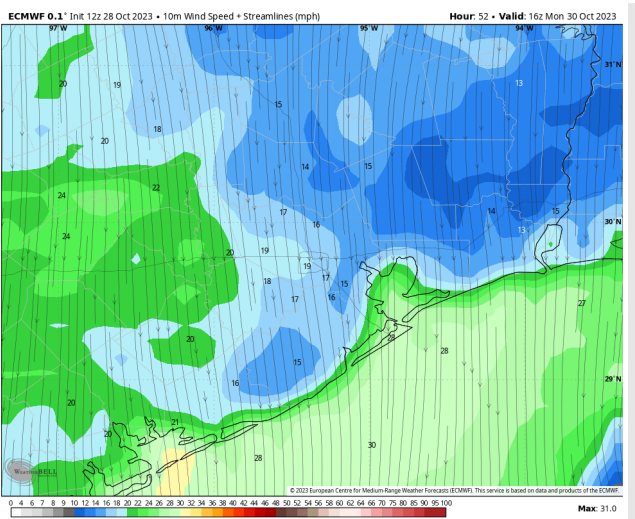 ECMWF 0.1° Init 12z 28 Oct 2023 • 10m Wind Speed + Streamlines (mph)
Hour: 52 • Valid: 16z Mon 30 Oct 2023
97°W 96°W 95°W 94°W
31°N
20 19 13
15
18
20
14 15
24 22
17 14 15
16 30°N
13
24
20 19
19
18 17 15
17 16
27
20 28
28
15 29°N
16
20
21
20
30
28
WeatherBELL
© 2023 European Centre for Medium-Range Weather Forecasts (ECMWF). This service is based on data and products of the ECMWF.
0 4 6 7 8 9 10 12 14 16 18 20 22 24 26 28 30 32 34 36 38 40 42 44 46 48 50 52 54 56 58 60 62 64 66 70 75 80 85 90 95 100
Max: 31.0